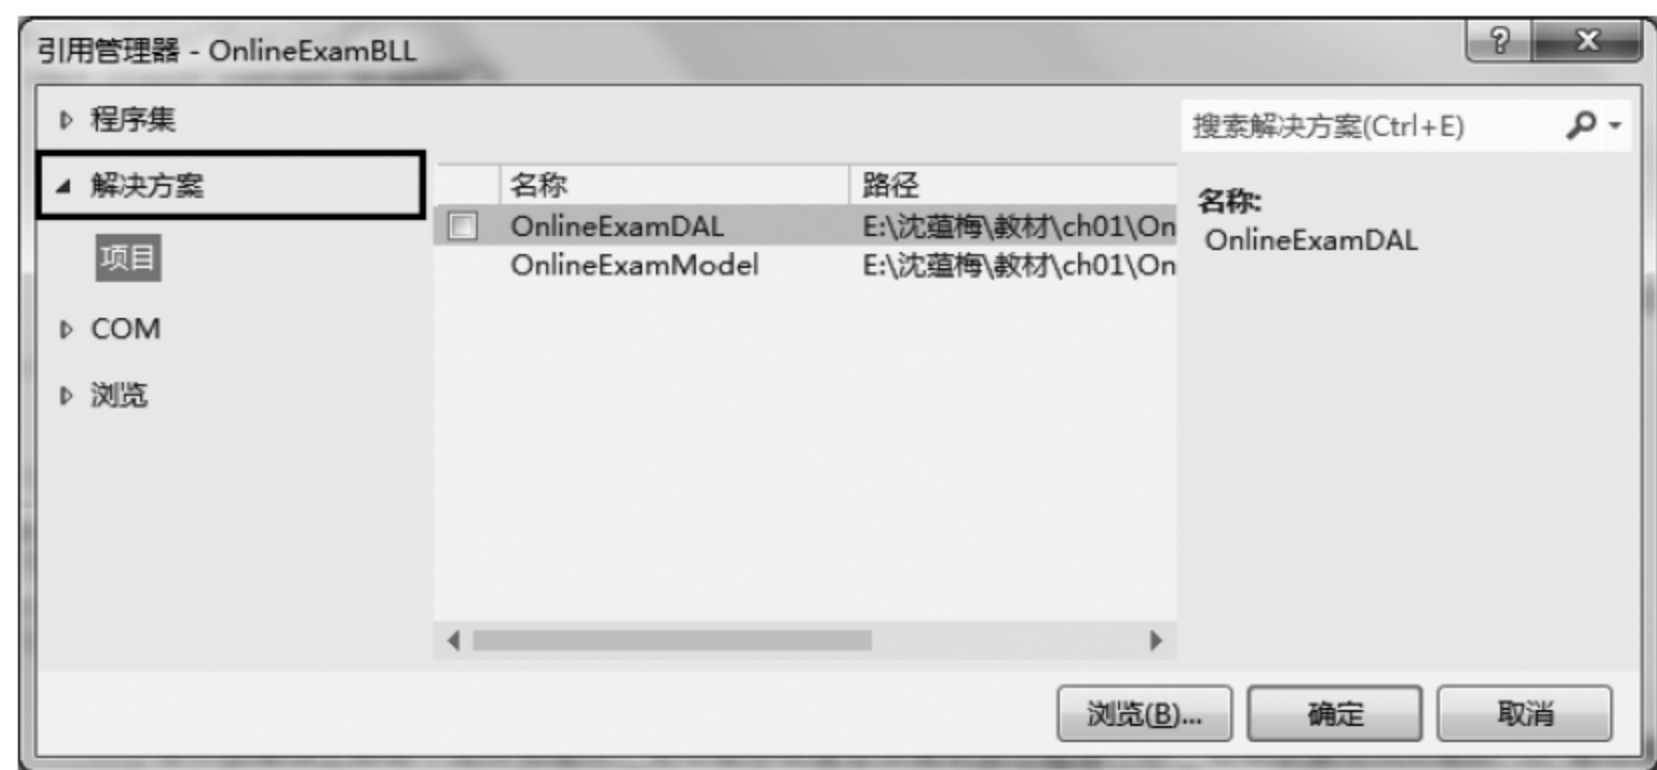 引用管理器 - OnlineExamBLL
程序集
搜索解决方案(Ctrl+E)
解决方案
名称 路径
名称:
OnlineExamDAL E:\沈蕴梅\教材\ch01\On
OnlineExamDAL
项目
OnlineExamModel E:\沈蕴梅\教材\ch01\On
COM
浏览
浏览(B)... 确定 取消